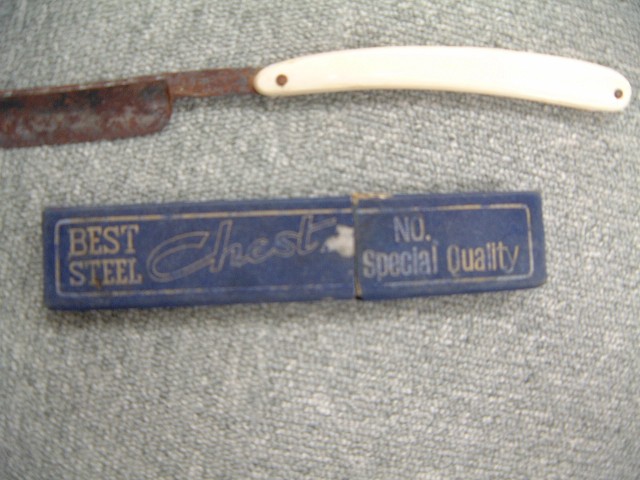 BEST
STEEL
Chest
NO.
Special Quality